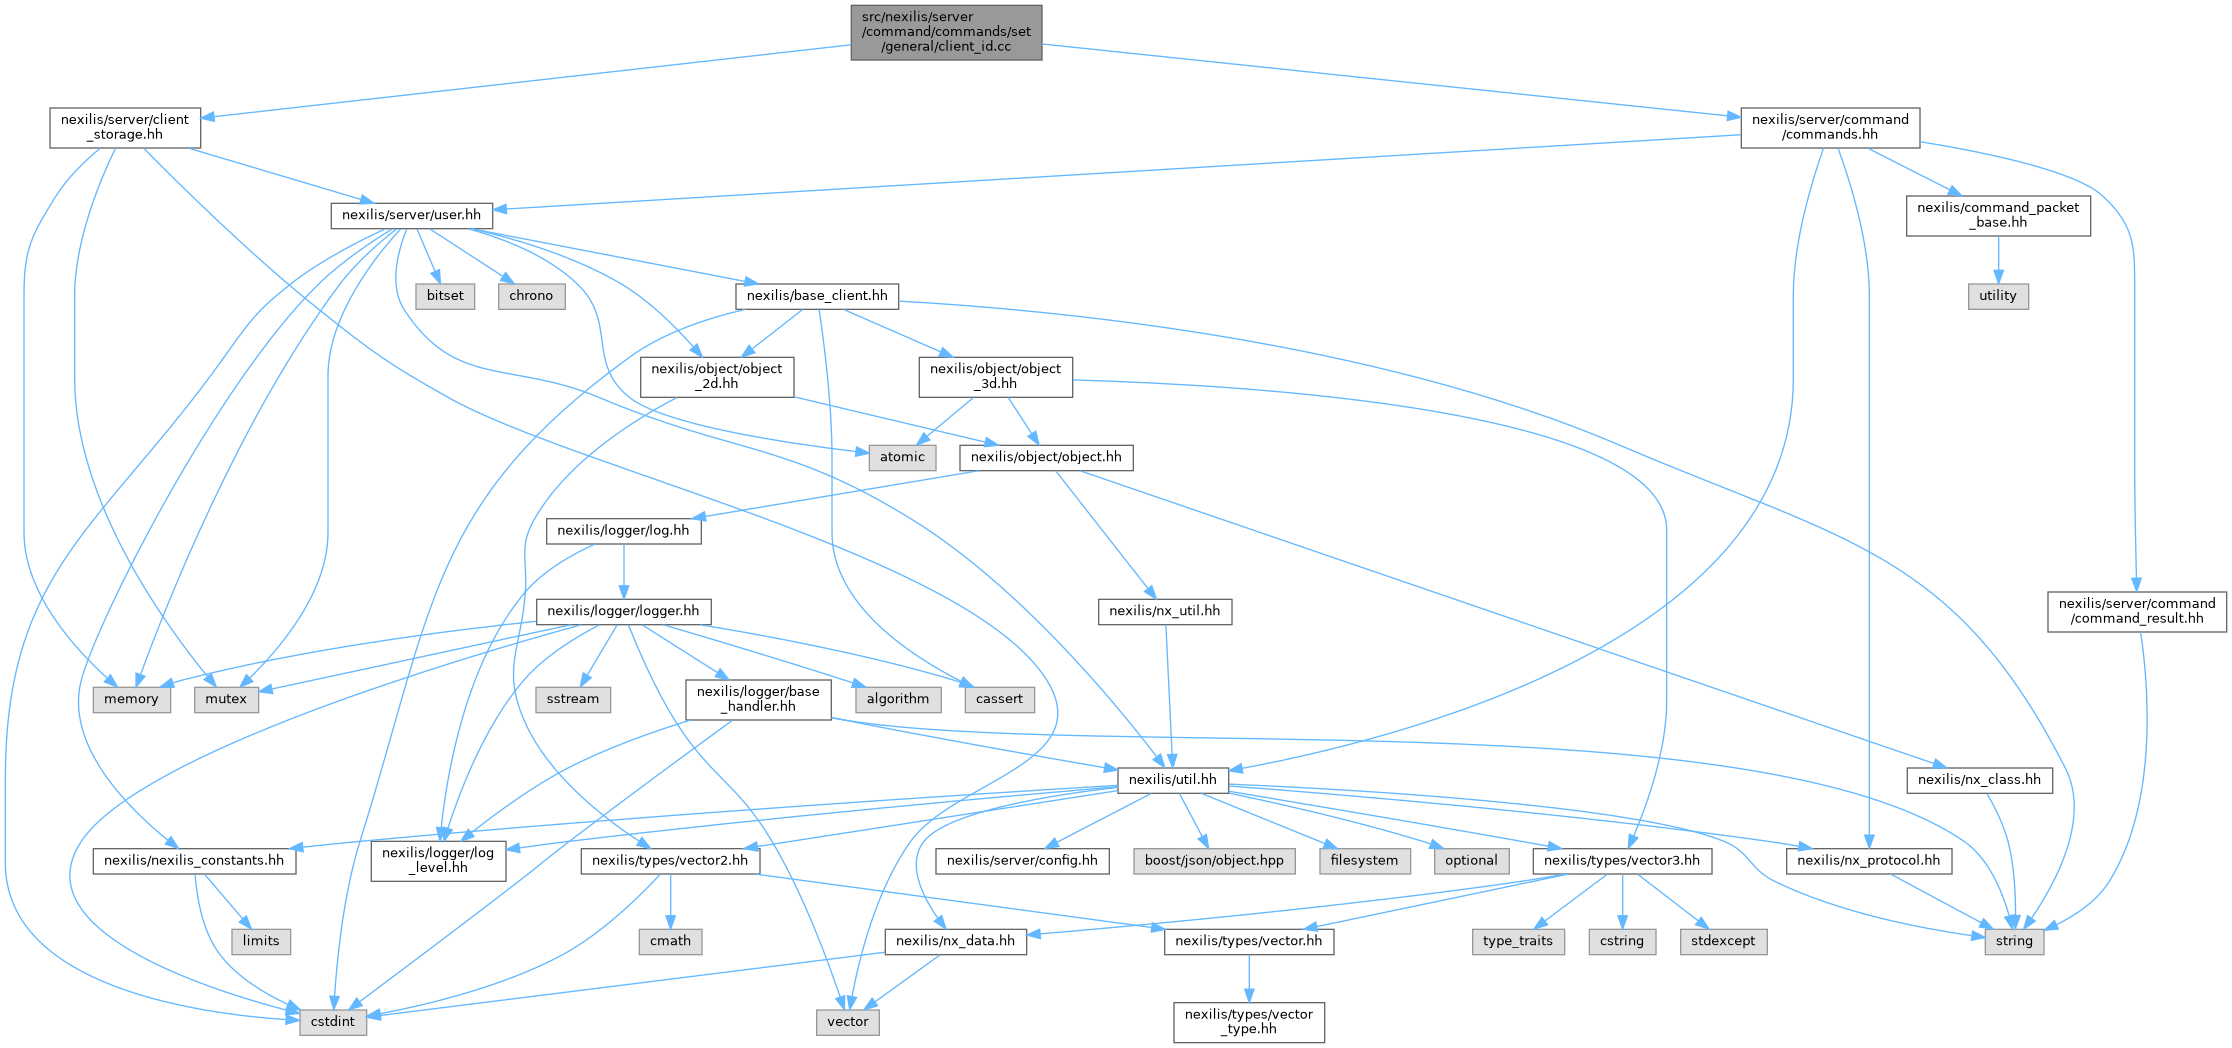 src/nexilis/server
/command/commands/set
/general/client_id.cc
nexilis/server/client
_storage.hh
nexilis/server/command
/commands.hh
nexilis/server/user.hh
nexilis/command_packet
_base.hh
bitset
chrono
nexilis/base_client.hh
utility
nexilis/object/object
_2d.hh
nexilis/object/object
_3d.hh
atomic
nexilis/object/object.hh
nexilis/logger/log.hh
nexilis/logger/logger.hh
nexilis/nx_util.hh
nexilis/server/command
/command_result.hh
memory
mutex
sstream
nexilis/logger/base
_handler.hh
algorithm
cassert
nexilis/util.hh
nexilis/nx_class.hh
nexilis/nexilis_constants.hh
nexilis/logger/log
_level.hh
nexilis/types/vector2.hh
nexilis/server/config.hh
boost/json/object.hpp
filesystem
optional
nexilis/types/vector3.hh
nexilis/nx_protocol.hh
limits
cmath
nexilis/nx_data.hh
nexilis/types/vector.hh
type_traits
cstring
stdexcept
string
cstdint
vector
nexilis/types/vector
_type.hh